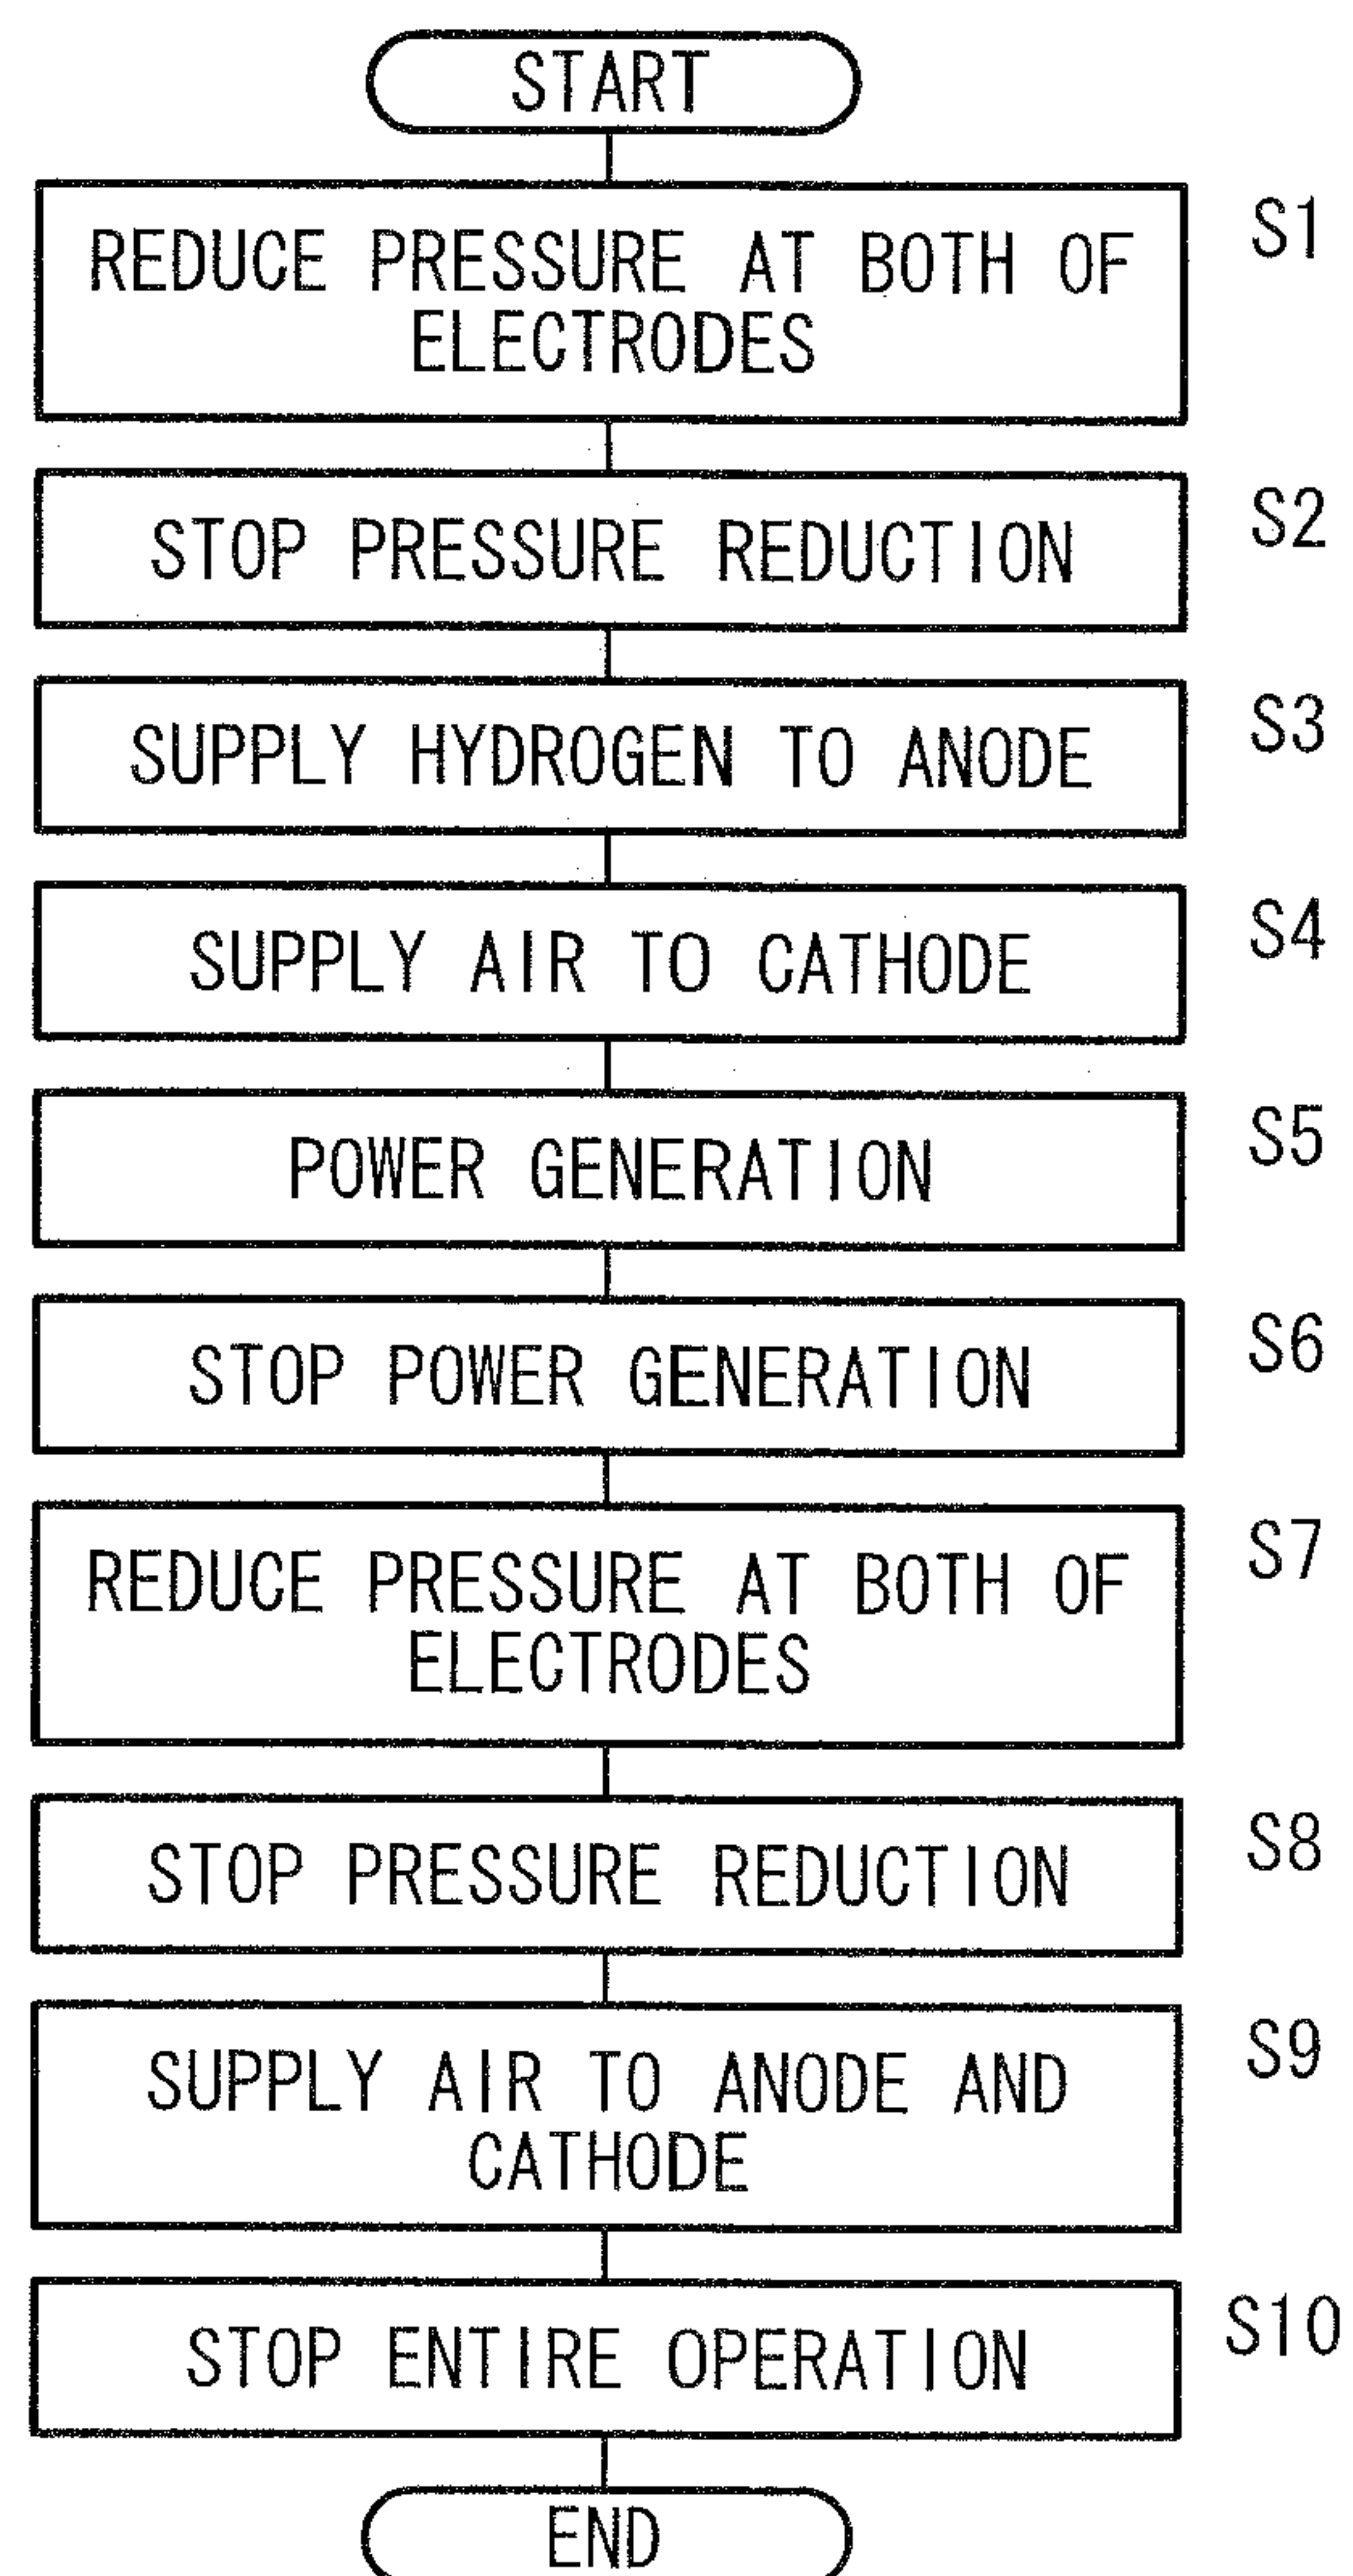 START
REDUCE PRESSURE AT BOTH OF
ELECTRODES
S1
STOP PRESSURE REDUCTION
S2
SUPPLY HYDROGEN TO ANODE
S3
SUPPLY AIR TO CATHODE
S4
POWER GENERATION
S5
STOP POWER GENERATION
S6
REDUCE PRESSURE AT BOTH OF
ELECTRODES
S7
STOP PRESSURE REDUCTION
S8
SUPPLY AIR TO ANODE AND
CATHODE
S9
STOP ENTIRE OPERATION
S10
END